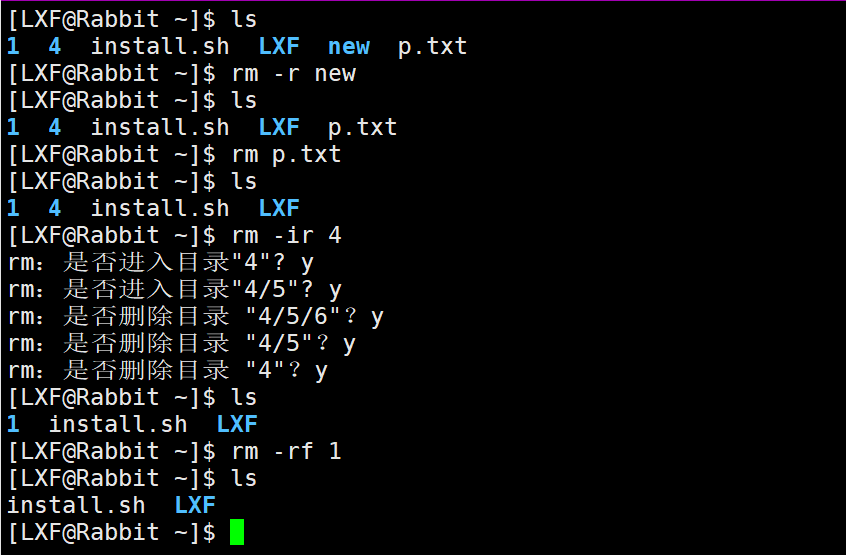 [LXF@Rabbit ~]$ ls
1  4  install.sh  LXF  new  p.txt
[LXF@Rabbit ~]$ rm -r new
[LXF@Rabbit ~]$ ls
1  4  install.sh  LXF  p.txt
[LXF@Rabbit ~]$ rm p.txt
[LXF@Rabbit ~]$ ls
1  4  install.sh  LXF
[LXF@Rabbit ~]$ rm -ir 4
rm：是否进入目录"4"? y
rm：是否进入目录"4/5"? y
rm：是否删除目录 "4/5/6"？y
rm：是否删除目录 "4/5"？y
rm：是否删除目录 "4"？y
[LXF@Rabbit ~]$ ls
1  install.sh  LXF
[LXF@Rabbit ~]$ rm -rf 1
[LXF@Rabbit ~]$ ls
install.sh  LXF
[LXF@Rabbit ~]$